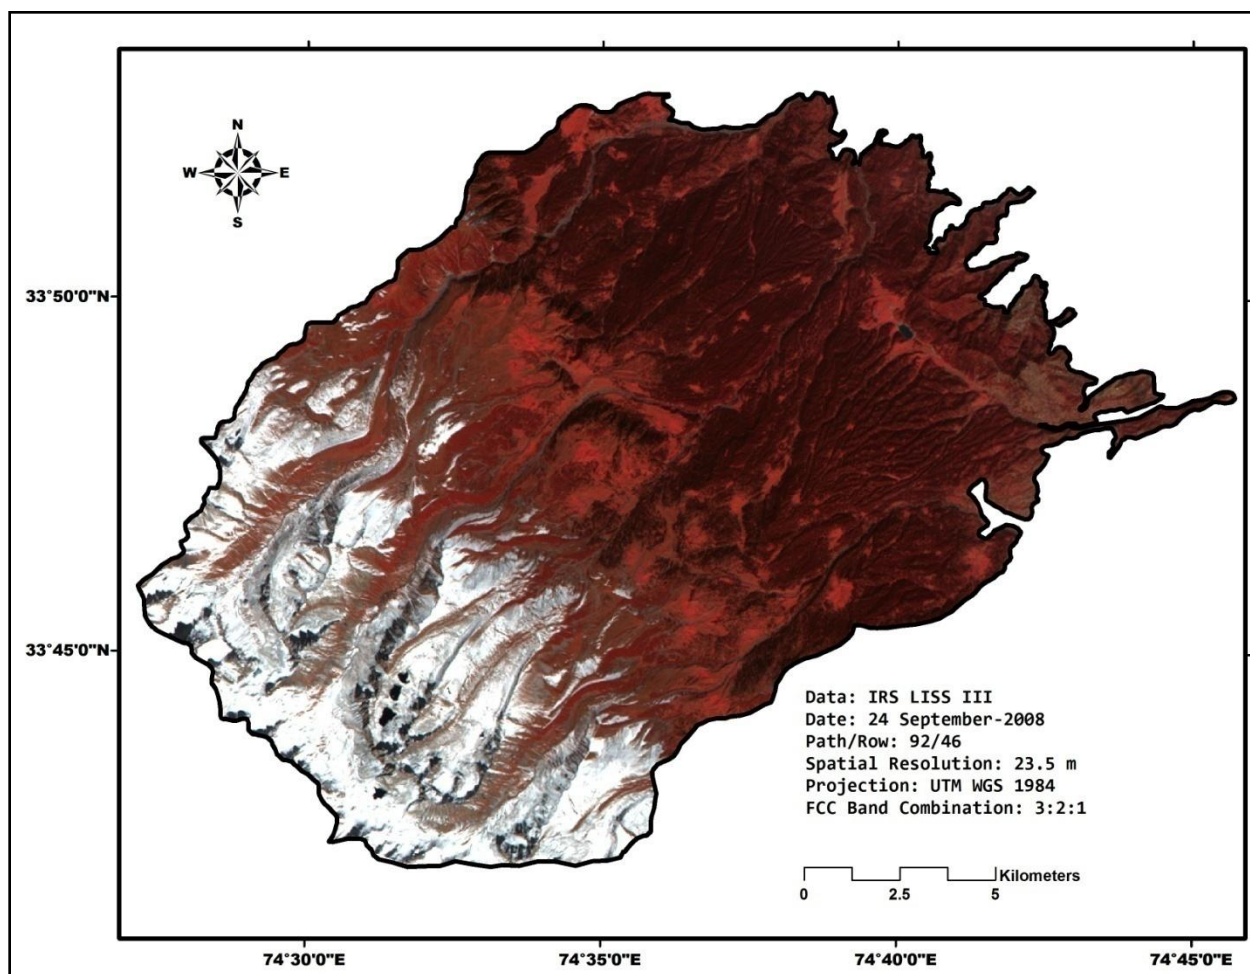 N
W E
S
33°50'0"N
33°45'0"N
Data: IRS LISS III
Date: 24 September-2008
Path/Row: 92/46
Spatial Resolution: 23.5 m
Projection: UTM WGS 1984
FCC Band Combination: 3:2:1
Kilometers
0 2.5 5
74°30'0"E 74°35'0"E 74°40'0"E 74°45'0"E